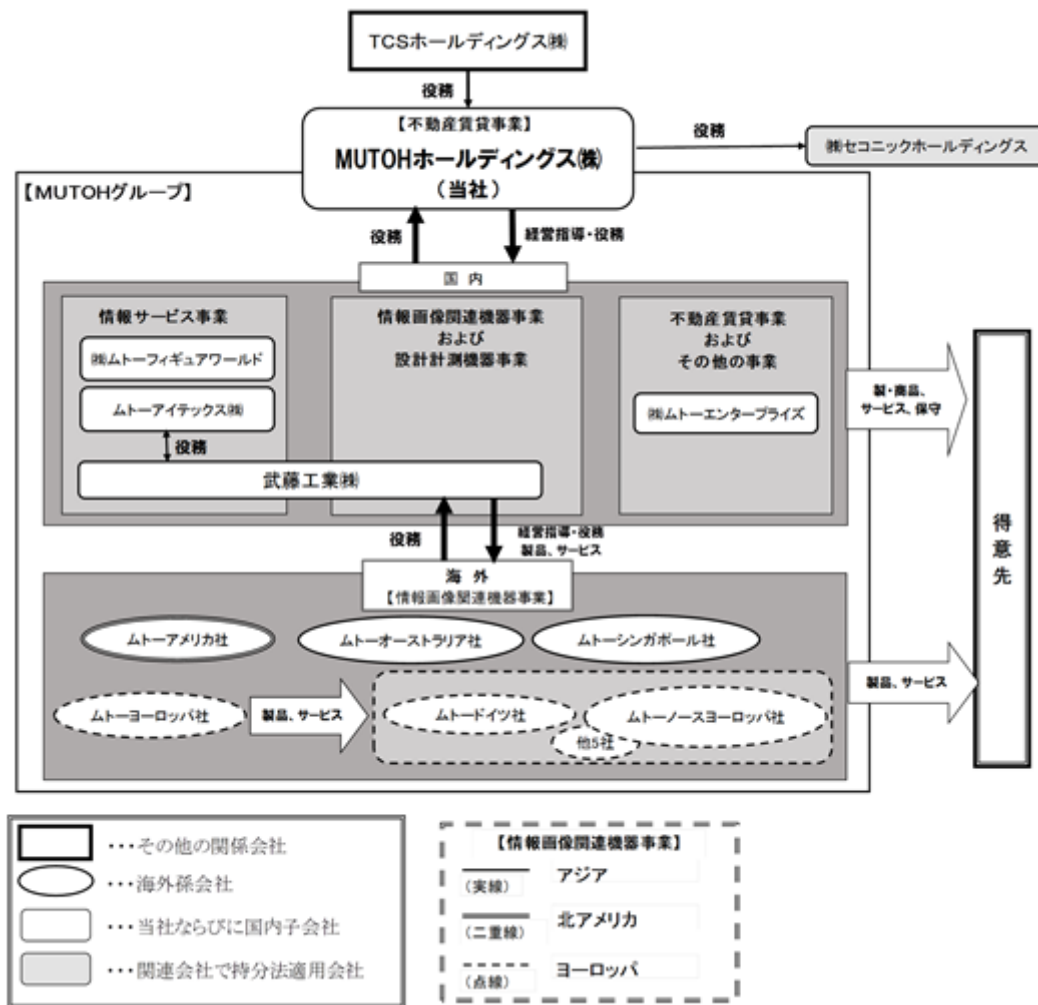 TCSホールディングス㈱
役務
【不動産賃貸事業】
MUTOHホールディングス㈱
（当社）
役務
㈱セコニックホールディングス
【MUTOHグループ】
役務
経営指導・役務
国 内
情報サービス事業
㈱ムトーフィギュアワールド
ムトーアイテックス㈱
役務
情報画像関連機器事業
および
設計計測機器事業
不動産賃貸事業
および
その他の事業
㈱ムトーエンタープライズ
武藤工業㈱
製・商品、
サービス、保守
役務
経営指導・役務
製品、サービス
海 外
【情報画像関連機器事業】
ムトーアメリカ社
ムトーオーストラリア社
ムトーシンガポール社
ムトーヨーロッパ社
製品、サービス
ムトードイツ社
ムトーノースヨーロッパ社
他5社
製品、サービス
得意先
・・・その他の関係会社
・・・海外孫会社
・・・当社ならびに国内子会社
・・・関連会社で持分法適用会社
【情報画像関連機器事業】
（実線）
アジア
（二重線）
北アメリカ
（点線）
ヨーロッパ